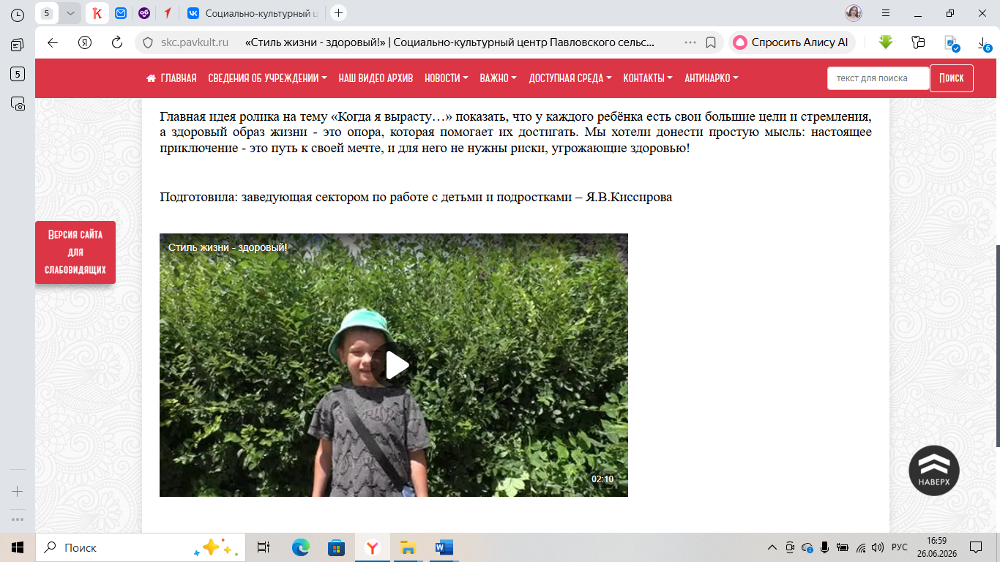 5
Социально-культурный ц
skc.pavkult.ru
«Стиль жизни - здоровый!» | Социально-культурный центр Павловского сельс...
Спросить Алису AI
6
5
ГЛАВНАЯ
СВЕДЕНИЯ ОБ УЧРЕЖДЕНИИ
НАШ ВИДЕО АРХИВ
НОВОСТИ
ВАЖНО
ДОСТУПНАЯ СРЕДА
КОНТАКТЫ
АНТИНАРКО
текст для поиска
Поиск
Главная идея ролика на тему «Когда я вырасту…» показать, что у каждого ребёнка есть свои большие цели и стремления,
а здоровый образ жизни - это опора, которая помогает их достигать. Мы хотели донести простую мысль: настоящее
приключение - это путь к своей мечте, и для него не нужны риски, угрожающие здоровью!
Подготовила: заведующая сектором по работе с детьми и подростками – Я.В.Киссирова
Версия сайта
для
слабовидящих
Стиль жизни - здоровый!
02:10
НАВЕРХ
Поиск
РУС
16:59
26.06.2026